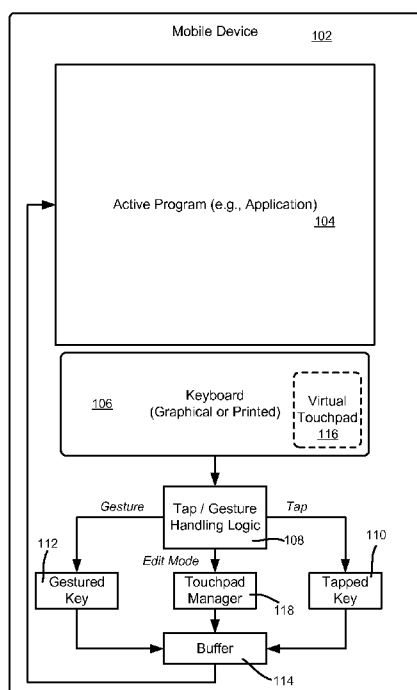 Mobile Device 102
Active Program (e.g., Application)
104
106
Keyboard
(Graphical or Printed)
Virtual
Touchpad
116
Gesture
Tap / Gesture
Handling Logic
Tap
108
112
Edit Mode
110
Gestured
Key
Touchpad
Manager
118
Tapped
Key
Buffer
114